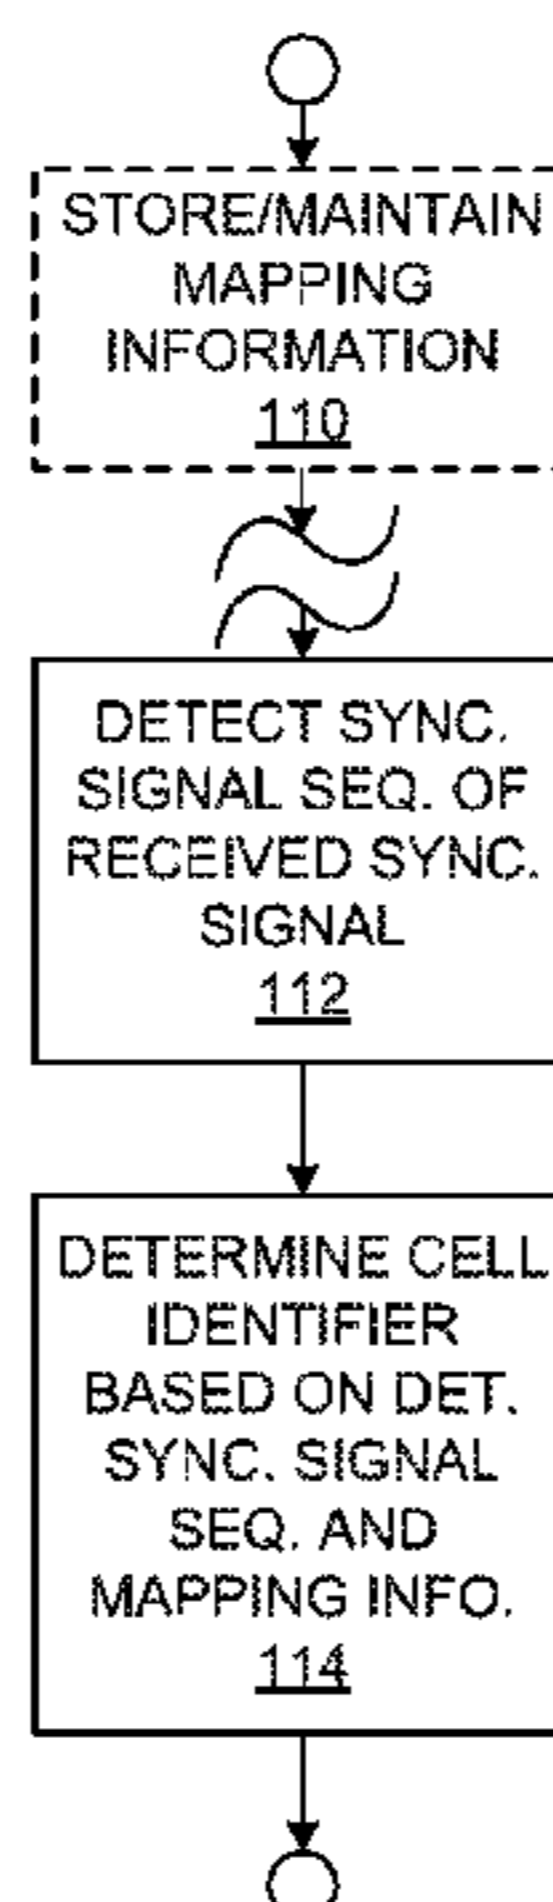 STORE/MAINTAIN
MAPPING
INFORMATION
110
DETECT SYNC.
SIGNAL SEQ. OF
RECEIVED SYNC.
SIGNAL
112
DETERMINE CELL
IDENTIFIER
BASED ON DET.
SYNC. SIGNAL
SEQ. AND
MAPPING INFO.
114